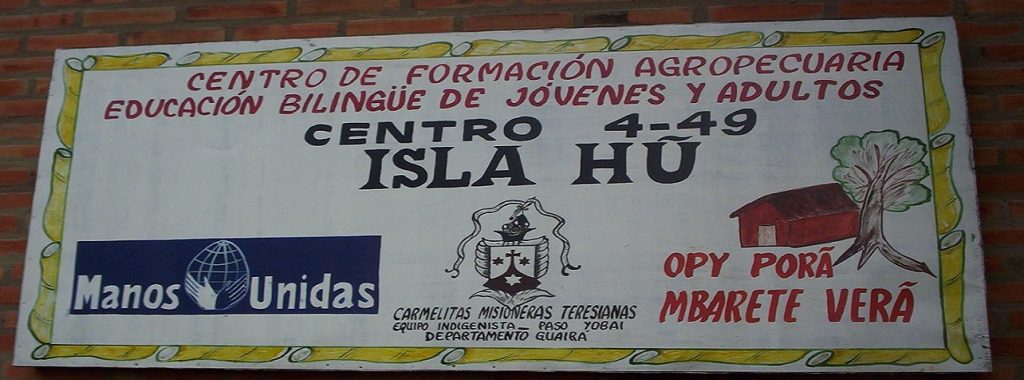 CENTRO DE FORMACIÓN AGROPECUARIA
EDUCACIÓN BILINGÜE DE JÓVENES Y ADULTOS
CENTRO 4-49
ISLA HŨ
Manos Unidas
CARMELITAS MISIONERAS TERESIANAS
EQUIPO INDIGENISTA PASO YOBAI
DEPARTAMENTO GUAIRA
OPY PORÃ
MBARETE VERÃ